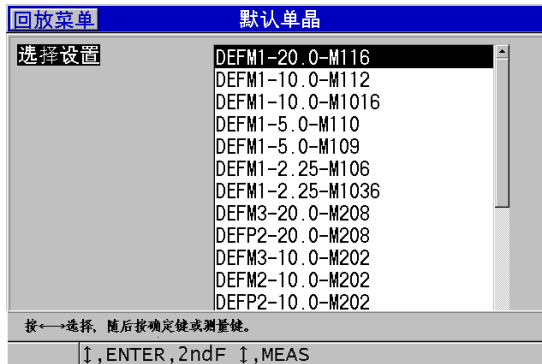 回放菜单 默认单晶
选择设置
DEFM1-20.0-M116
DEFM1-10.0-M112
DEFM1-10.0-M1016
DEFM1-5.0-M110
DEFM1-5.0-M109
DEFM1-2.25-M106
DEFM1-2.25-M1036
DEFM3-20.0-M208
DEFP2-20.0-M208
DEFM3-10.0-M202
DEFM2-10.0-M202
DEFP2-10.0-M202
按←→选择, 随后按确定键或测量键。
↕,ENTER,2ndF ↕,MEAS